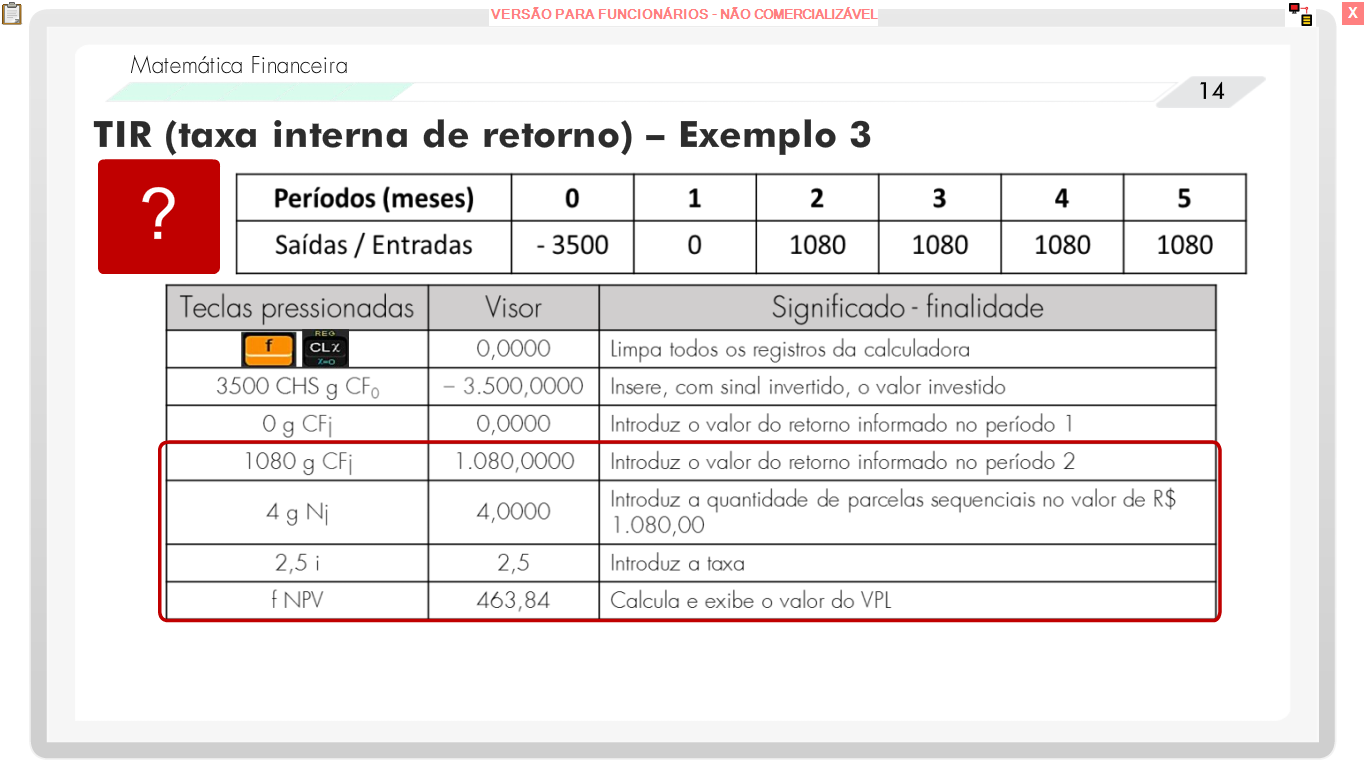 VERSÃO PARA FUNCIONÁRIOS - NÃO COMERCIALIZÁVEL
X
Matemática Financeira
14
TIR (taxa interna de retorno) – Exemplo 3
?
Períodos (meses) 0 1 2 3 4 5
Saídas / Entradas - 3500 0 1080 1080 1080 1080
Teclas pressionadas Visor Significado - finalidade
f REG CLX X=0 0,0000 Limpa todos os registros da calculadora
3500 CHS g CF₀ – 3.500,0000 Insere, com sinal invertido, o valor investido
0 g CFj 0,0000 Introduz o valor do retorno informado no período 1
1080 g CFj 1.080,0000 Introduz o valor do retorno informado no período 2
4 g Nj 4,0000 Introduz a quantidade de parcelas sequenciais no valor de R$
1.080,00
2,5 i 2,5 Introduz a taxa
f NPV 463,84 Calcula e exibe o valor do VPL